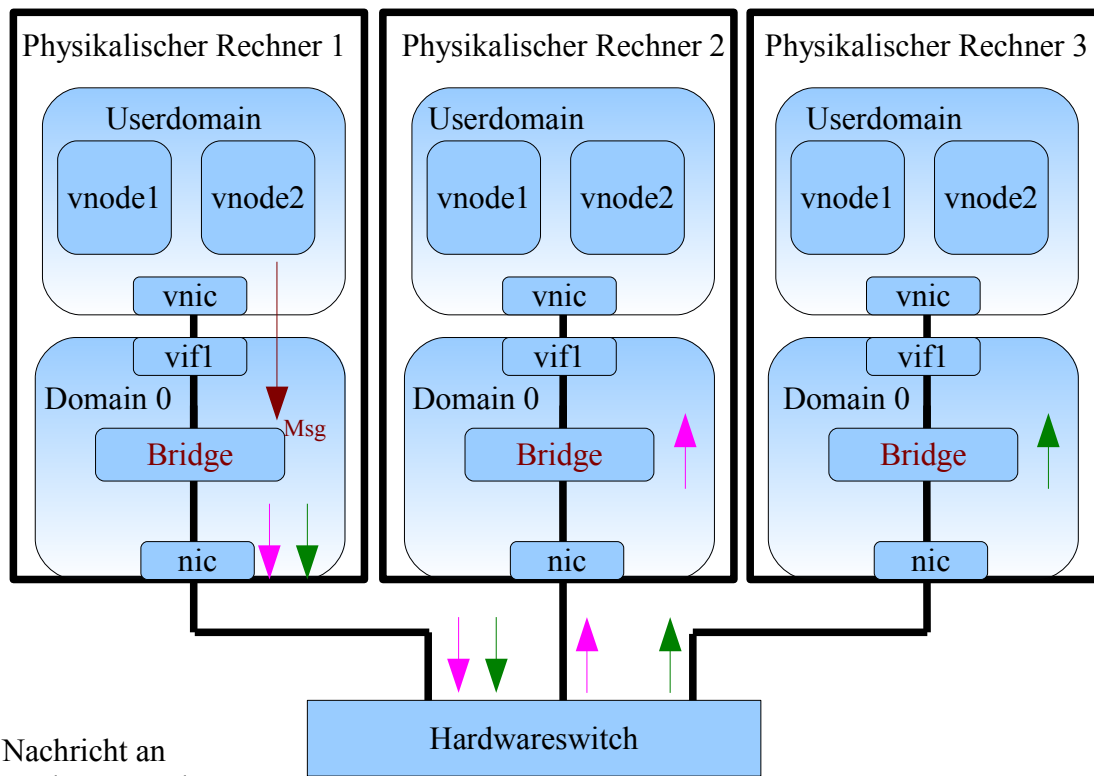 Physikalischer Rechner 1
Userdomain
vnode1
vnode2
vnic
vif1
Domain 0
Msg
Bridge
nic
Physikalischer Rechner 2
Userdomain
vnode1
vnode2
vnic
vif1
Domain 0
Bridge
nic
Physikalischer Rechner 3
Userdomain
vnode1
vnode2
vnic
vif1
Domain 0
Bridge
nic
Hardwareswitch
Nachricht an